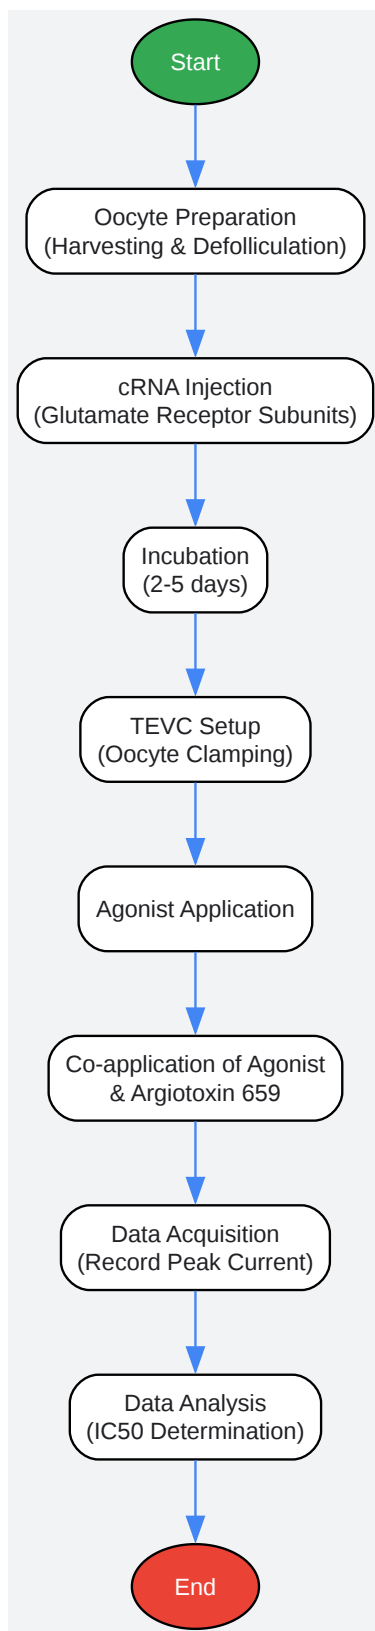 Start
Oocyte Preparation
(Harvesting & Defolliculation)
cRNA Injection
(Glutamate Receptor Subunits)
Incubation
(2-5 days)
TEVC Setup
(Oocyte Clamping)
Agonist Application
Co-application of Agonist
& Argiotoxin 659
Data Acquisition
(Record Peak Current)
Data Analysis
(IC50 Determination)
End